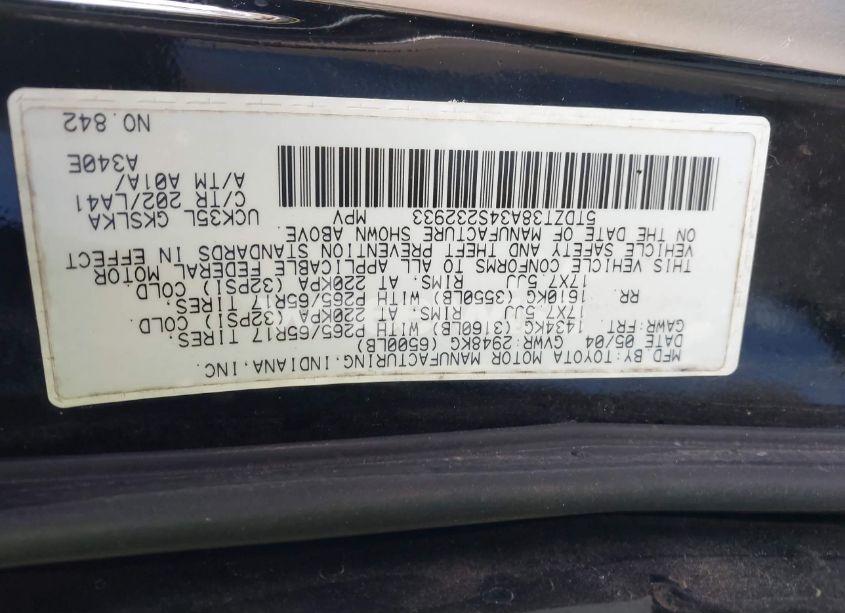 MFD.BY:TOYOTA MOTOR MANUFACTURING,INDIANA,INC.
DATE 05/04 GVWR 2948KG (6500LB)
GAWR:FRT. 1434KG (3160LB) WITH P265/65R17 TIRES.
17X7.5JJ RIMS. AT 220KPA (32PSI) COLD
RR. 1610KG (3550LB) WITH P265/65R17 TIRES.
17X7.5JJ RIMS. AT 220KPA (32PSI) COLD
THIS VEHICLE CONFORMS TO ALL APPLICABLE FEDERAL MOTOR
VEHICLE SAFETY AND THEFT PREVENTION STANDARDS IN EFFECT
ON THE DATE OF MANUFACTURE SHOWN ABOVE.
5TDZT38A34S232933 MPV
UCK35L GKSLKA
C/TR 202/LA41
A/TM A01A/
A340E
NO.842